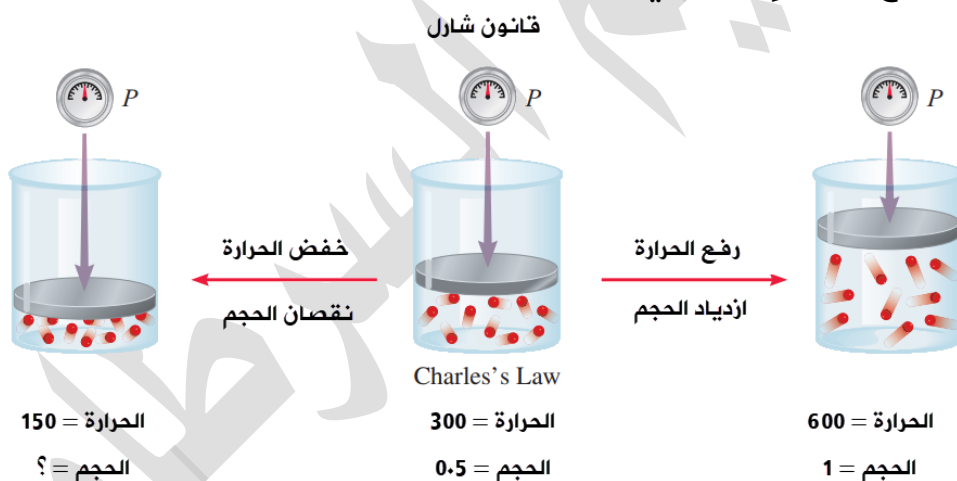 قانون شارل
P
P
P
رفع الحرارة
ازدياد الحجم
خفض الحرارة
نقصان الحجم
Charles's Law
الحرارة = 600
الحجم = 1
الحرارة = 300
الحجم = 0.5
الحرارة = 150
الحجم = ؟